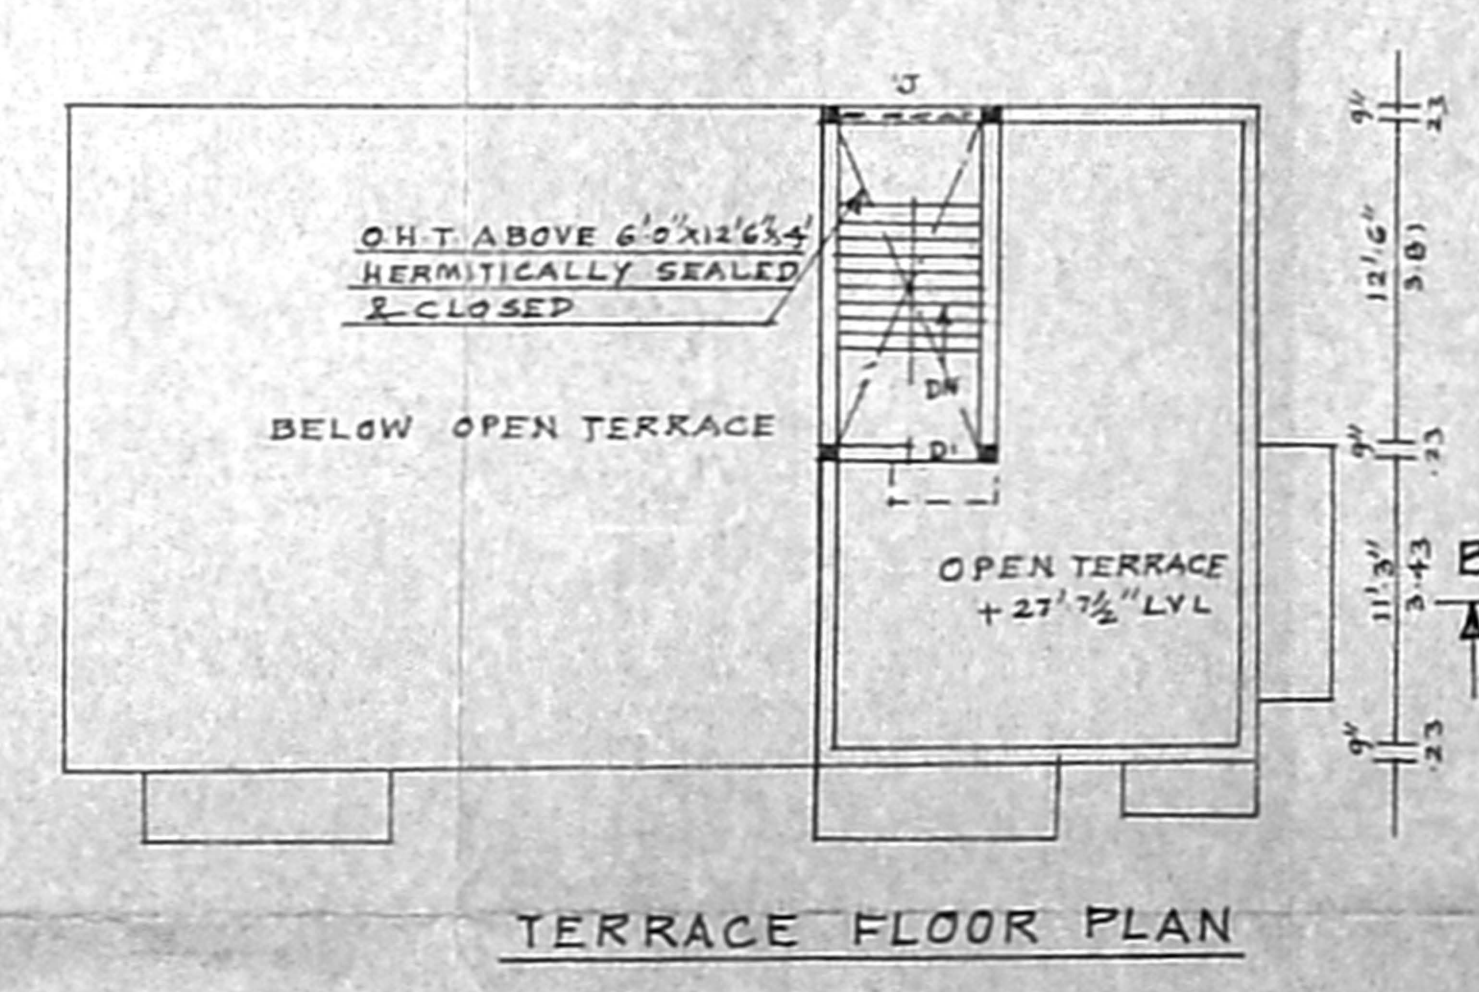 'J
O.H.T. ABOVE 6'0"X12'6"X4'
HERMITICALLY SEALED
& CLOSED
DN
BELOW OPEN TERRACE
D'
OPEN TERRACE
+27'7½" LVL
9"
.23
12'.6"
3.81
9"
.23
11'.3"
3.43
9"
.23
TERRACE FLOOR PLAN